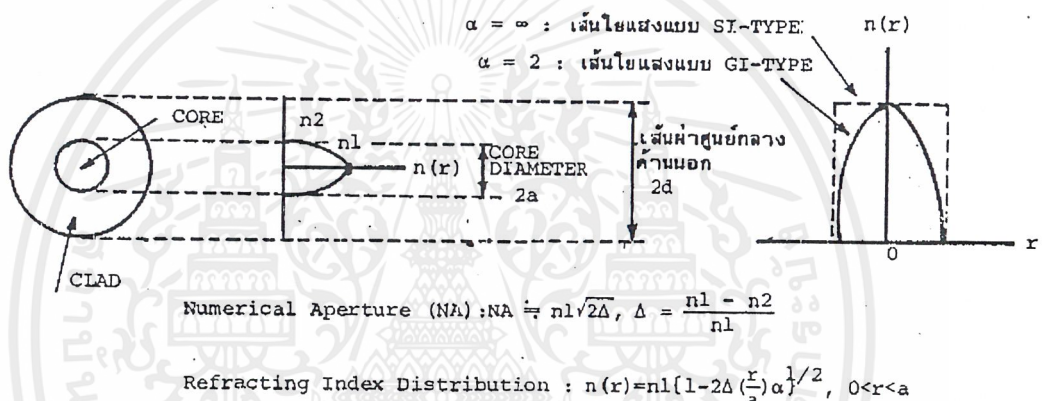 α = ∞ : เส้นใยแสงแบบ SI-TYPE
n(r)
α = 2 : เส้นใยแสงแบบ GI-TYPE
CORE
n2
n1
n(r)
CORE
DIAMETER
2a
เส้นผ่าศูนย์กลาง
ด้านนอก
2d
0
r
CLAD
Numerical Aperture (NA) :NA ≒ n1√2Δ, Δ = (n1 - n2)/n1
Refracting Index Distribution : n(r)=n1{1-2Δ(r/a)α}1/2, 0<r<a